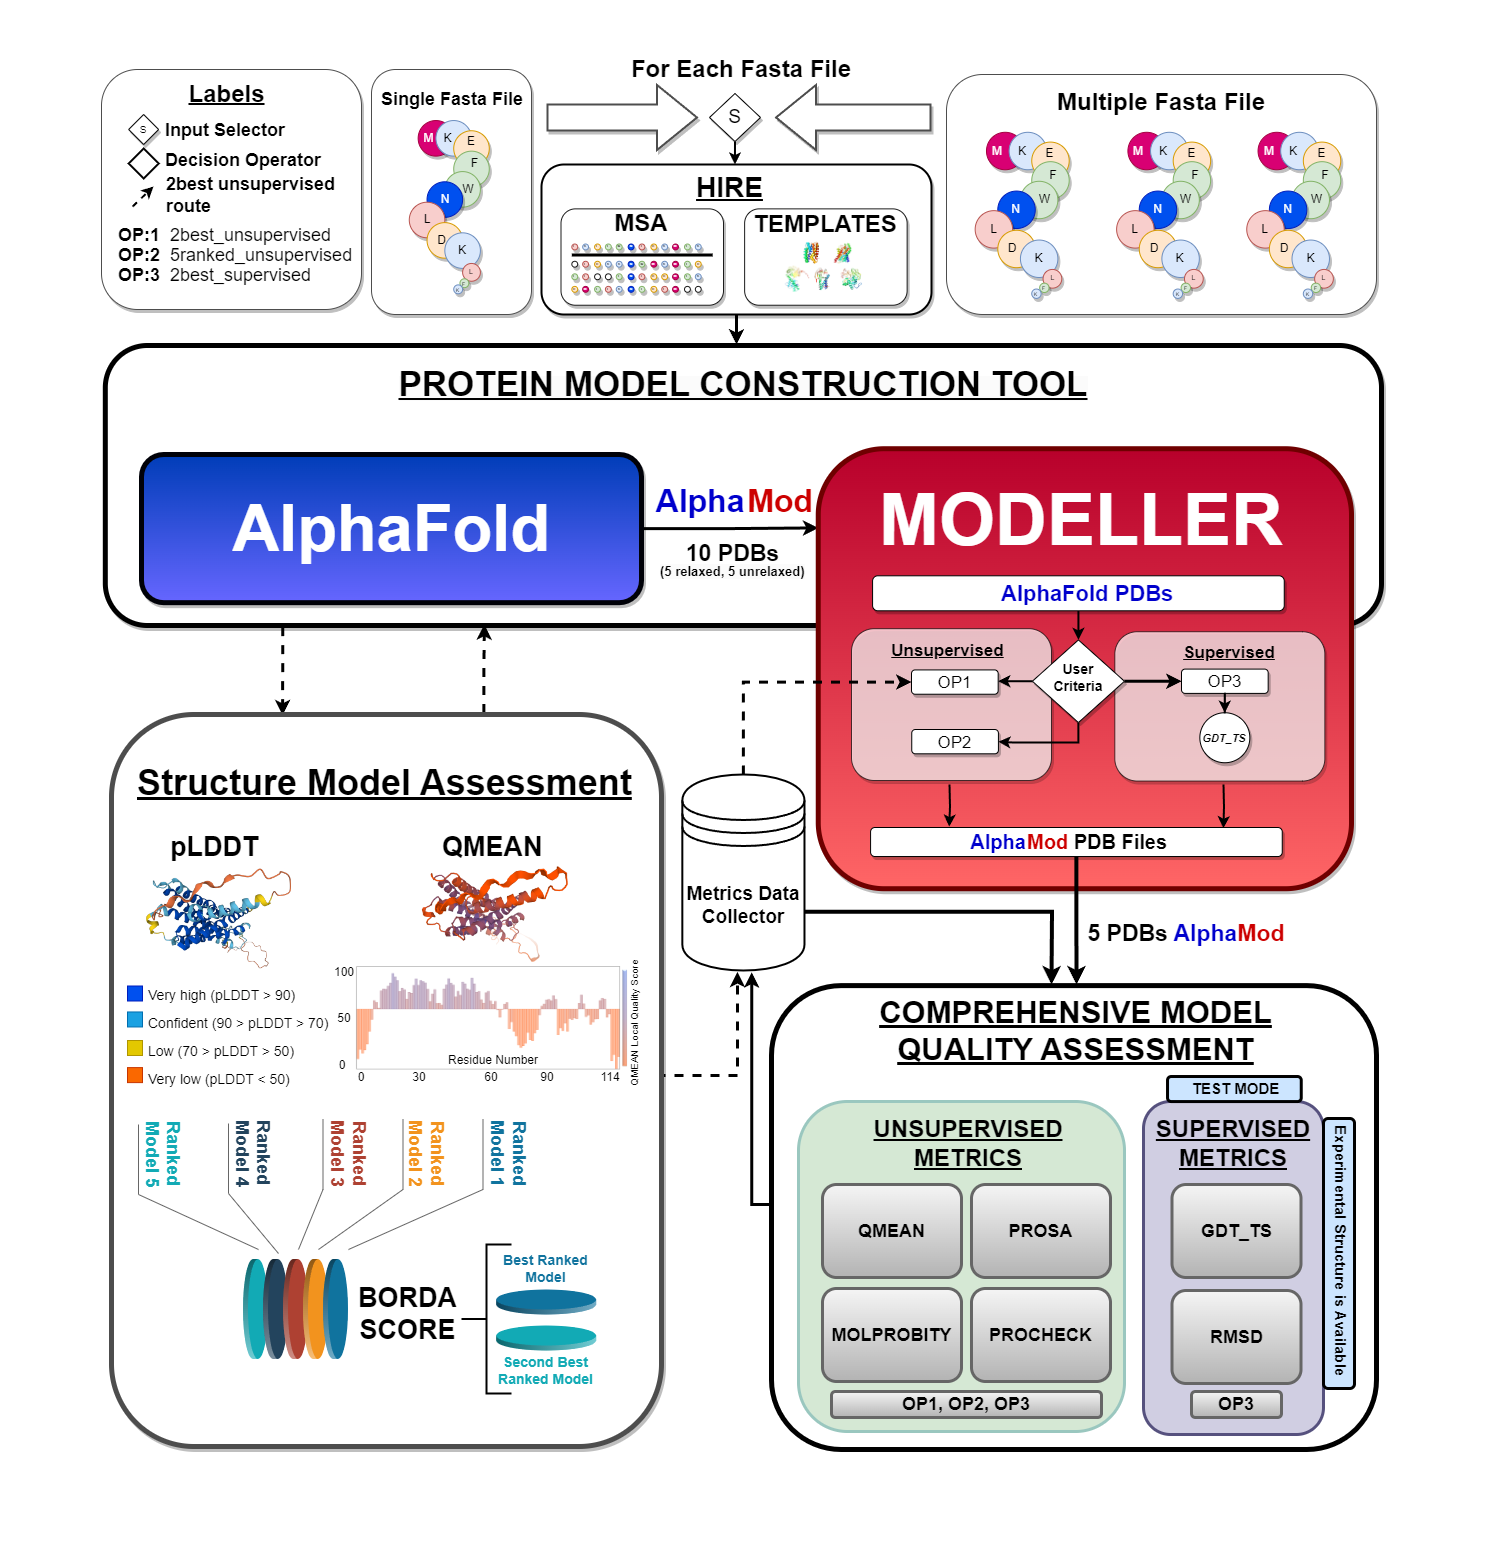 Labels
S
Input Selector
Decision Operator
2best unsupervised
route
OP:1 2best_unsupervised
OP:2 5ranked_unsupervised
OP:3 2best_supervised
Single Fasta File
M K E
F
W
N
L
D
K
L
F
K
For Each Fasta File
S
HIRE
MSA
TEMPLATES
Multiple Fasta File
M K E
F
W
N
L
D
K
L
F
K
M K E
F
W
N
L
D
K
L
F
K
M K E
F
W
N
L
D
K
L
F
K
PROTEIN MODEL CONSTRUCTION TOOL
AlphaFold
AlphaMod
10 PDBs
(5 relaxed, 5 unrelaxed)
MODELLER
AlphaFold PDBs
Unsupervised
OP1
OP2
User
Criteria
Supervised
OP3
GDT_TS
AlphaMod PDB Files
5 PDBs AlphaMod
Metrics Data
Collector
Structure Model Assessment
pLDDT
QMEAN
Very high (pLDDT > 90)
Confident (90 > pLDDT > 70)
Low (70 > pLDDT > 50)
Very low (pLDDT < 50)
100
50
0
Residue Number
0 30 60 90 114
QMEAN Local Quality Score
Ranked
Model 5
Ranked
Model 4
Ranked
Model 3
Ranked
Model 2
Ranked
Model 1
BORDA
SCORE
Best Ranked
Model
Second Best
Ranked Model
COMPREHENSIVE MODEL
QUALITY ASSESSMENT
UNSUPERVISED
METRICS
QMEAN
PROSA
MOLPROBITY
PROCHECK
OP1, OP2, OP3
TEST MODE
SUPERVISED
METRICS
GDT_TS
RMSD
OP3
Experimental Structure is Available